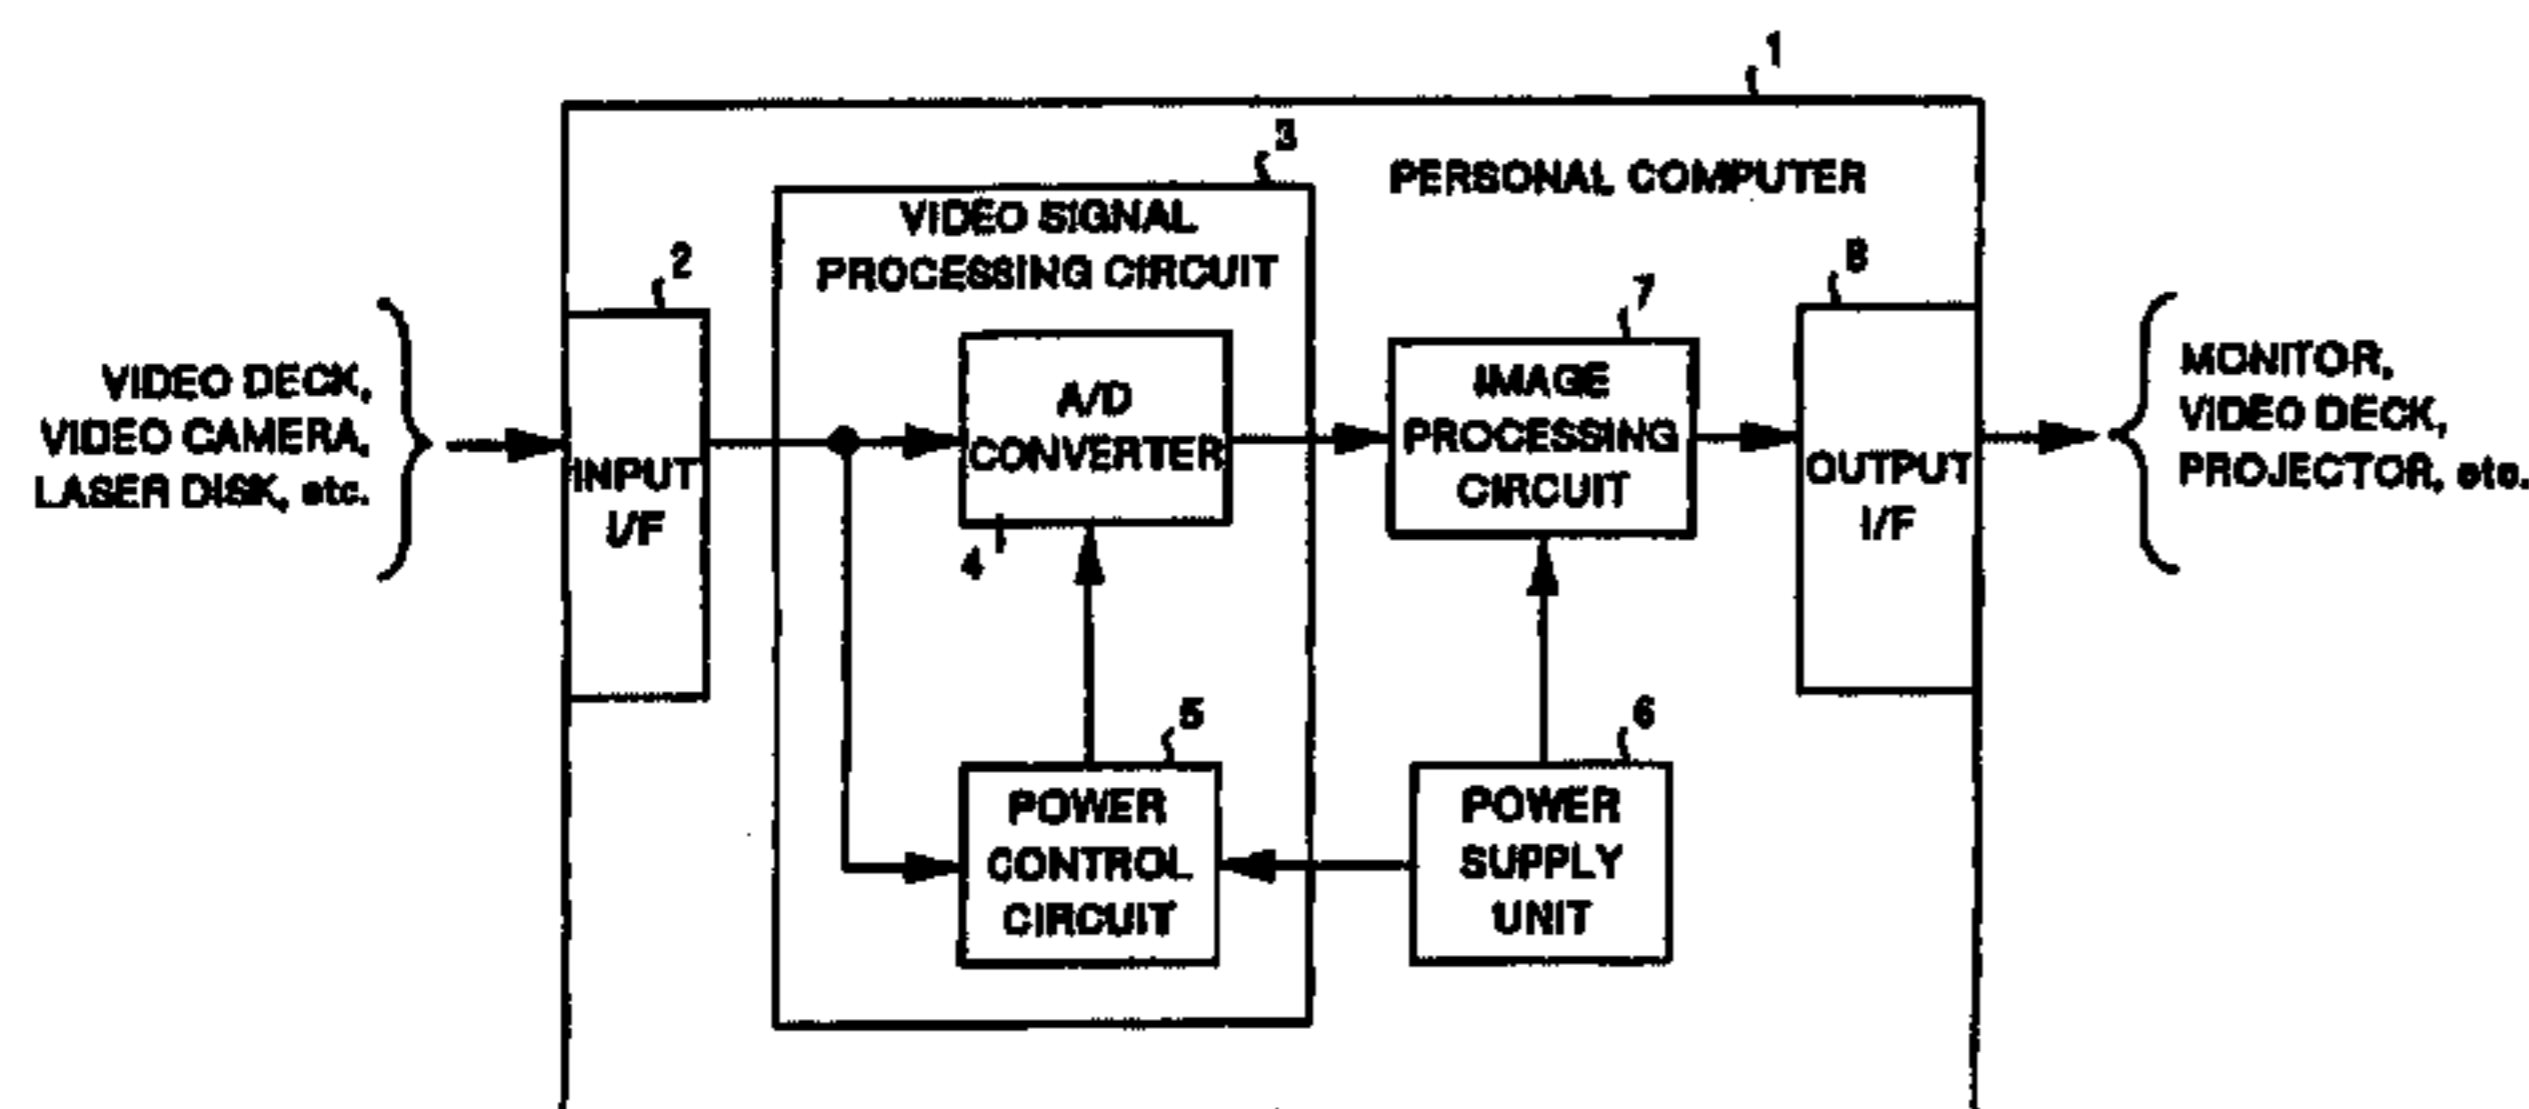 1
3
PERSONAL COMPUTER
VIDEO SIGNAL
PROCESSING CIRCUIT
2
8
7
VIDEO DECK,
VIDEO CAMERA,
LASER DISK, etc.
INPUT
I/F
A/D
CONVERTER
4
IMAGE
PROCESSING
CIRCUIT
OUTPUT
I/F
MONITOR,
VIDEO DECK,
PROJECTOR, etc.
5
6
POWER
CONTROL
CIRCUIT
POWER
SUPPLY
UNIT